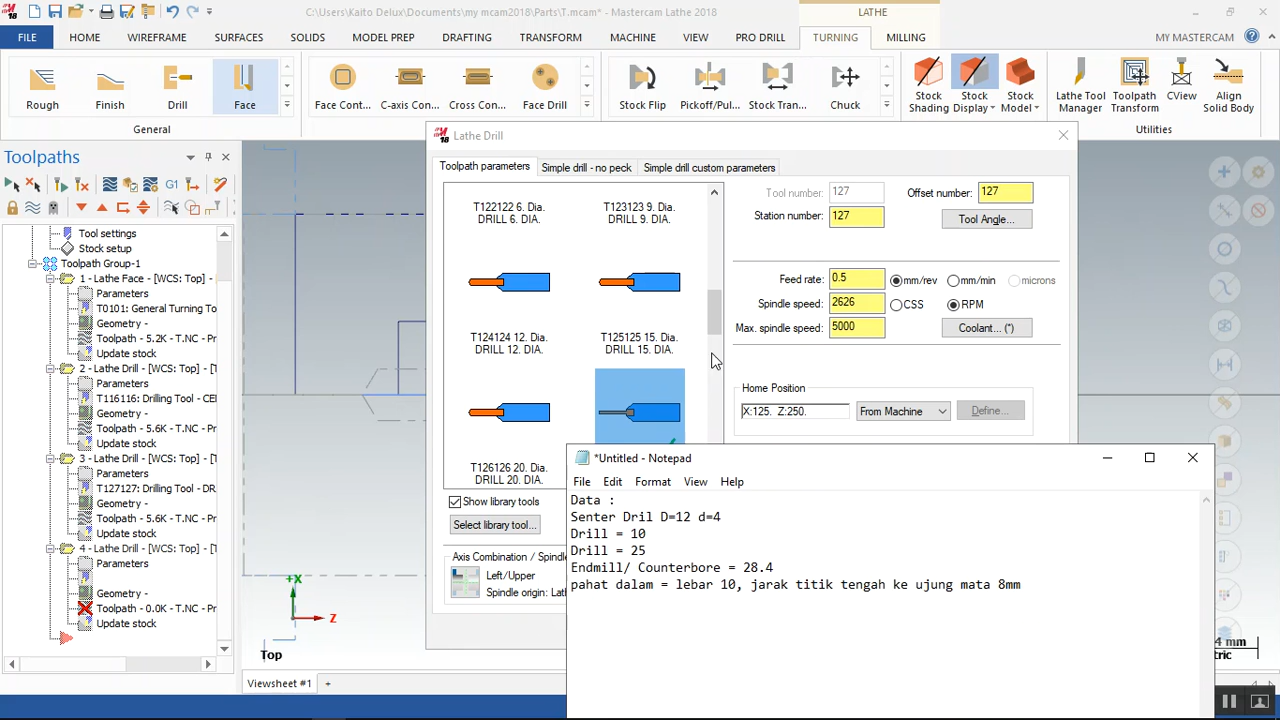 C:\Users\Kaito Delux\Documents\my mcam2018\Parts\T.mcam* - Mastercam Lathe 2018
LATHE
FILE HOME WIREFRAME SURFACES SOLIDS MODEL PREP DRAFTING TRANSFORM MACHINE VIEW PRO DRILL TURNING MILLING MY MASTERCAM
Rough Finish Drill Face
General
Face Cont... C-axis Con... Cross Con... Face Drill
Stock Flip Pickoff/Pul... Stock Tran... Chuck
Stock Shading
Stock Display
Stock Model
Lathe Tool Manager
Toolpath Transform
CView
Align Solid Body
Utilities
Toolpaths
G1
Tool settings
Stock setup
Toolpath Group-1
1 - Lathe Face - [WCS: Top] -
Parameters
T0101: General Turning To
Geometry -
Toolpath - 5.2K - T.NC - Pr
Update stock
2 - Lathe Drill - [WCS: Top] -
Parameters
T116116: Drilling Tool - CE
Geometry -
Toolpath - 5.6K - T.NC - Pr
Update stock
3 - Lathe Drill - [WCS: Top] -
Parameters
T127127: Drilling Tool - DR
Geometry -
Toolpath - 5.6K - T.NC - Pr
Update stock
4 - Lathe Drill - [WCS: Top] -
Parameters
Geometry -
Toolpath - 0.0K - T.NC - Pr
Update stock
+X
Z
Top
Viewsheet #1 +
18 Lathe Drill
Toolpath parameters Simple drill - no peck Simple drill custom parameters
T122122 6. Dia.
DRILL 6. DIA.
T123123 9. Dia.
DRILL 9. DIA.
T124124 12. Dia.
DRILL 12. DIA.
T125125 15. Dia.
DRILL 15. DIA.
T126126 20. Dia.
DRILL 20. DIA.
Show library tools
Select library tool...
Axis Combination / Spindle
Left/Upper
Spindle origin: Lath
Tool number: 127
Offset number: 127
Station number: 127
Tool Angle...
Feed rate: 0.5 mm/rev mm/min microns
Spindle speed: 2626 CSS RPM
Max. spindle speed: 5000 Coolant... (*)
Home Position
X:125. Z:250. From Machine Define...
*Untitled - Notepad
File Edit Format View Help
Data :
Senter Dril D=12 d=4
Drill = 10
Drill = 25
Endmill/ Counterbore = 28.4
pahat dalam = lebar 10, jarak titik tengah ke ujung mata 8mm
4 mm